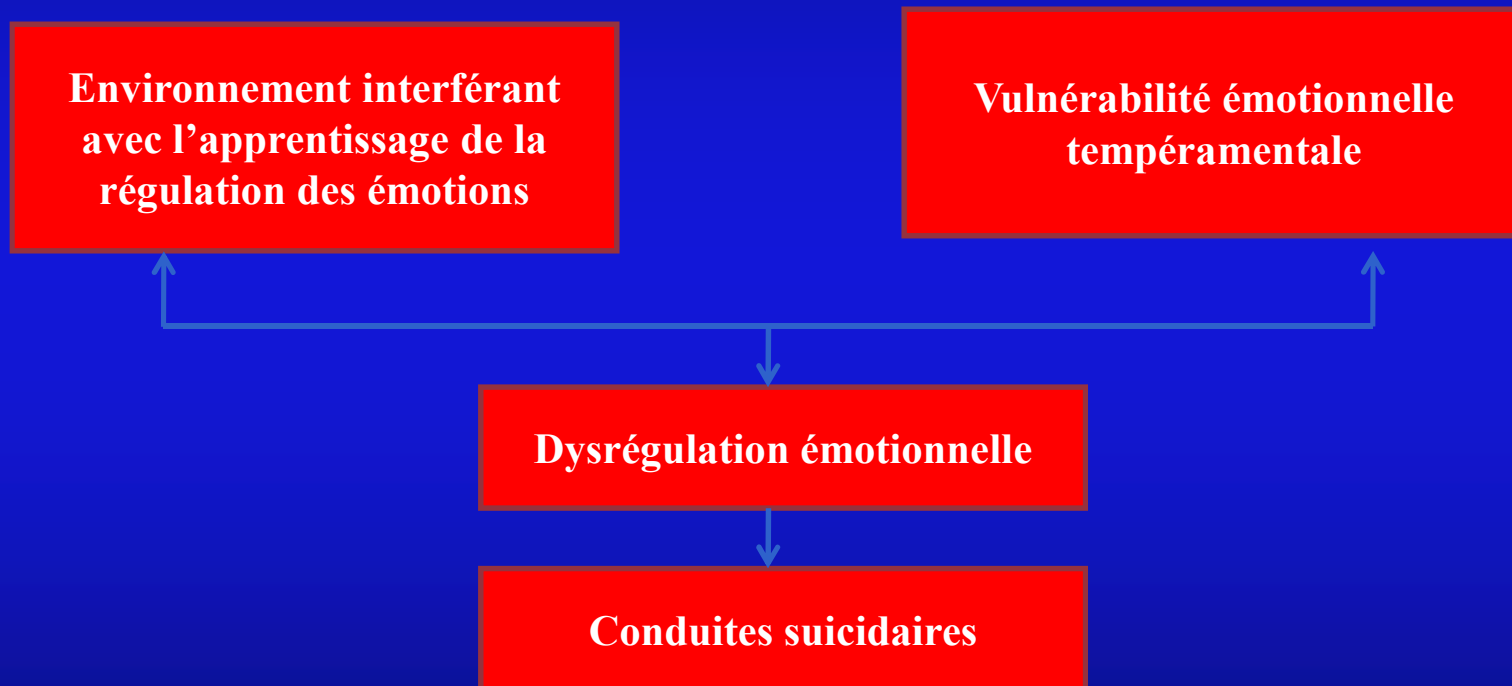 Environnement interférant
avec l’apprentissage de la
régulation des émotions
Vulnérabilité émotionnelle
tempéramentale
Dysrégulation émotionnelle
Conduites suicidaires